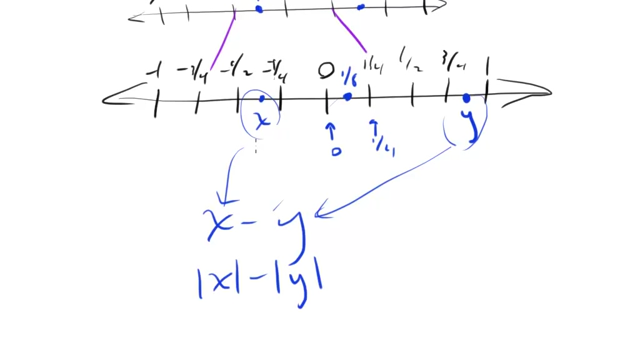 -1 -3/4 -1/2 -1/4 0 1/8 1/4 1/2 3/4 1
x 0 1/4 y
x - y
|x| - |y|